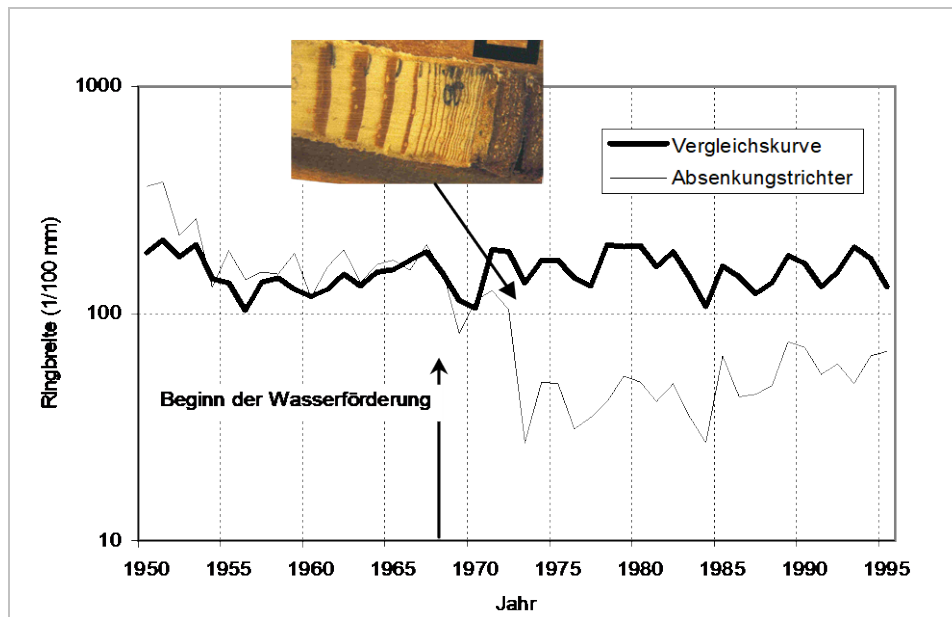 1000
100
10
Ringbreite (1/100 mm)
Vergleichskurve
Absenkungstrichter
Beginn der Wasserförderung
1950 1955 1960 1965 1970 1975 1980 1985 1990 1995
Jahr